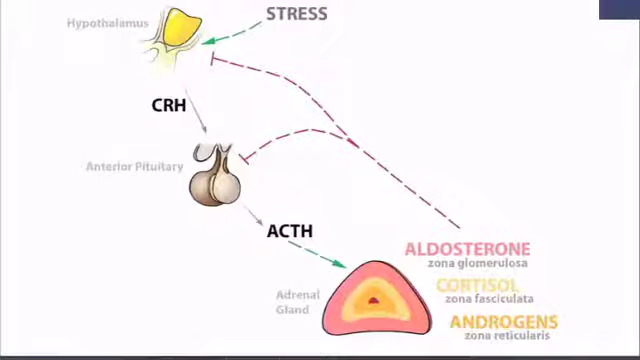 STRESS
Hypothalamus
CRH
Anterior Pituitary
ACTH
ALDOSTERONE
zona glomerulosa
CORTISOL
zona fasciculata
Adrenal
Gland
ANDROGENS
zona reticularis